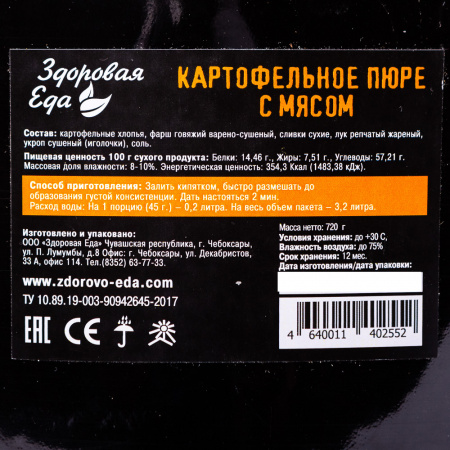 Здоровая
Еда
КАРТОФЕЛЬНОЕ ПЮРЕ
С МЯСОМ
Состав: картофельные хлопья, фарш говяжий варено-сушеный, сливки сухие, лук репчатый жареный,
укроп сушеный (иголочки), соль.
Пищевая ценность 100 г сухого продукта: Белки: 14,46 г., Жиры: 7,51 г., Углеводы: 57,21 г.
Массовая доля влаги: 8-10%. Энергетическая ценность: 354,3 Ккал (1483,38 кДж).
Способ приготовления: Залить кипятком, быстро размешать до
образования густой консистенции. Дать настояться 2 мин.
Расход воды: На 1 порцию (45 г.) – 0,2 литра. На весь объем пакета – 3,2 литра.
Изготовлено и упаковано:
ООО «Здоровая Еда» Чувашская республика, г. Чебоксары,
ул. П. Лумумбы, д.8 Офис: г. Чебоксары, ул. Декабристов,
33 А, офис 114. Тел.(8352) 63-77-33.
www.zdorovo-eda.com
ТУ 10.89.19-003-90942645-2017
Масса нетто: 720 г
Условия хранения: до +30 С,
Влажность воздуха: до 75%
Срок хранения: 12 мес.
Дата изготовления/даты упаковки:
EAC CE
4 640011 402552